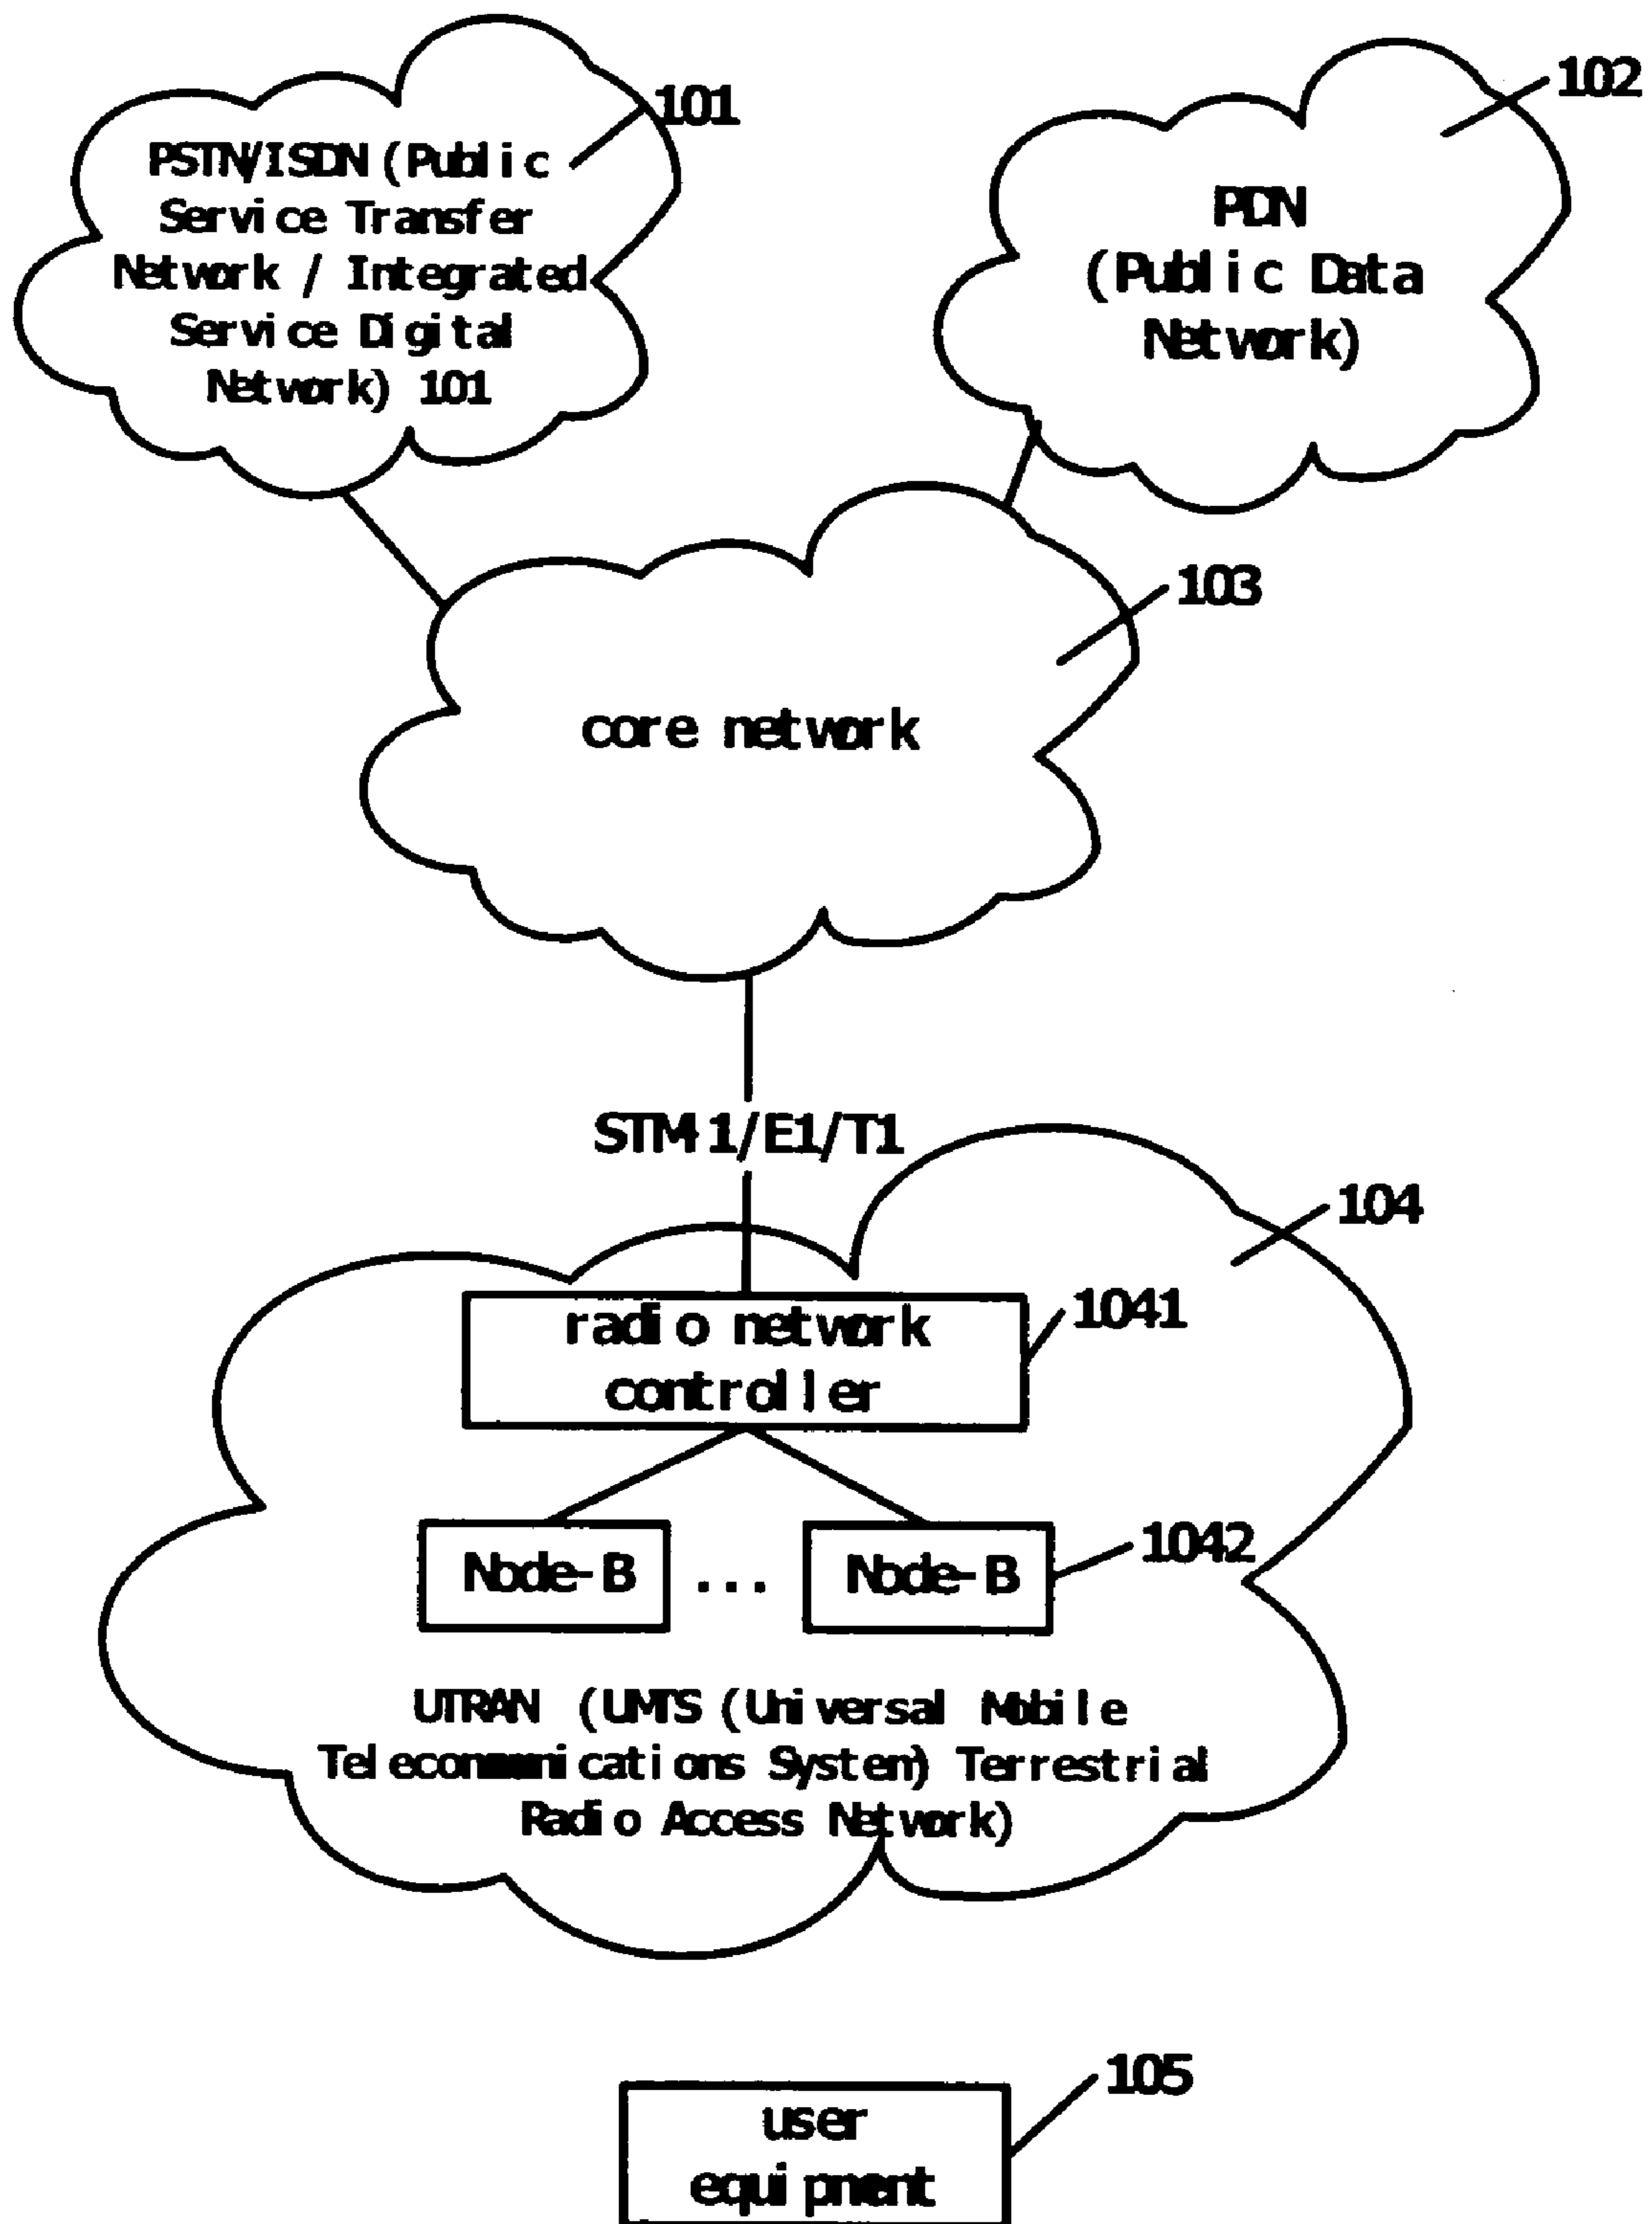 101
PSTN/ISDN (Public
Service Transfer
Network / Integrated
Service Digital
Network) 101
102
PDN
(Public Data
Network)
103
core network
STM-1/E1/T1
104
radio network
controller
1041
Node-B ... Node-B
1042
UTRAN (UMTS (Universal Mobile
Telecommunications System) Terrestrial
Radio Access Network)
105
user
equipment